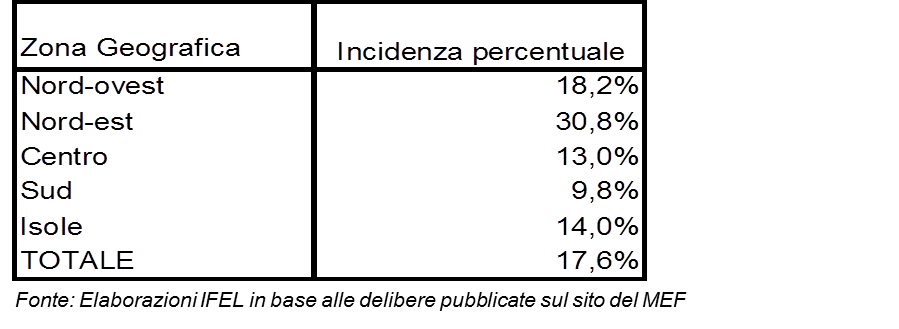 Zona Geografica Incidenza percentuale
Nord-ovest 18,2%
Nord-est 30,8%
Centro 13,0%
Sud 9,8%
Isole 14,0%
TOTALE 17,6%
Fonte: Elaborazioni IFEL in base alle delibere pubblicate sul sito del MEF